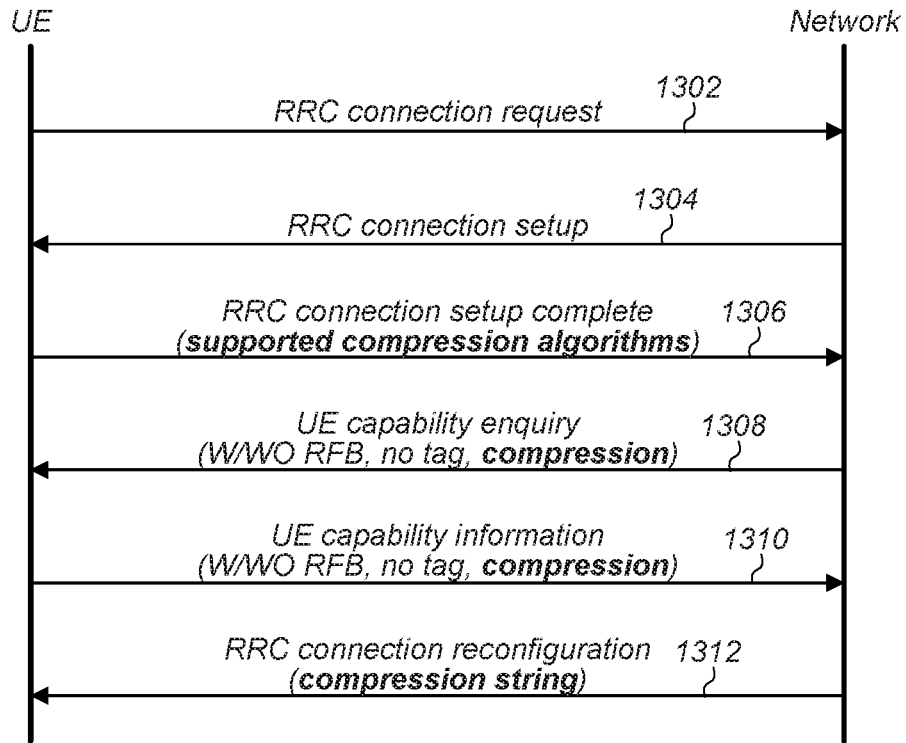 UE
Network
1302
RRC connection request
1304
RRC connection setup
RRC connection setup complete
1306
(supported compression algorithms)
UE capability enquiry
1308
(W/WO RFB, no tag, compression)
UE capability information
1310
(W/WO RFB, no tag, compression)
RRC connection reconfiguration
1312
(compression string)